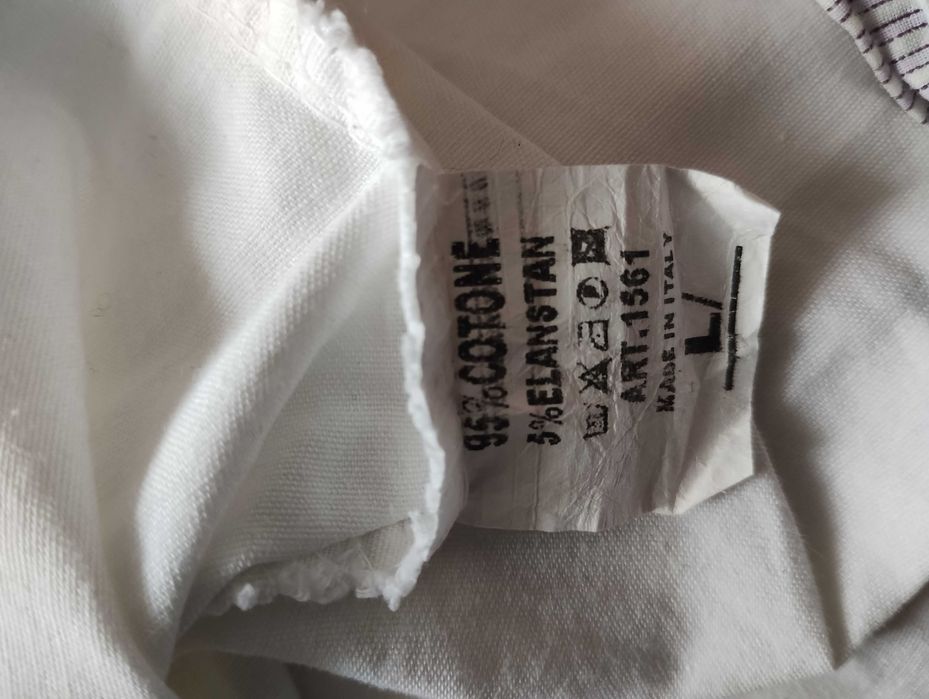 95%COTONE
5%ELANSTAN
ART.1561
MADE IN ITALY
L